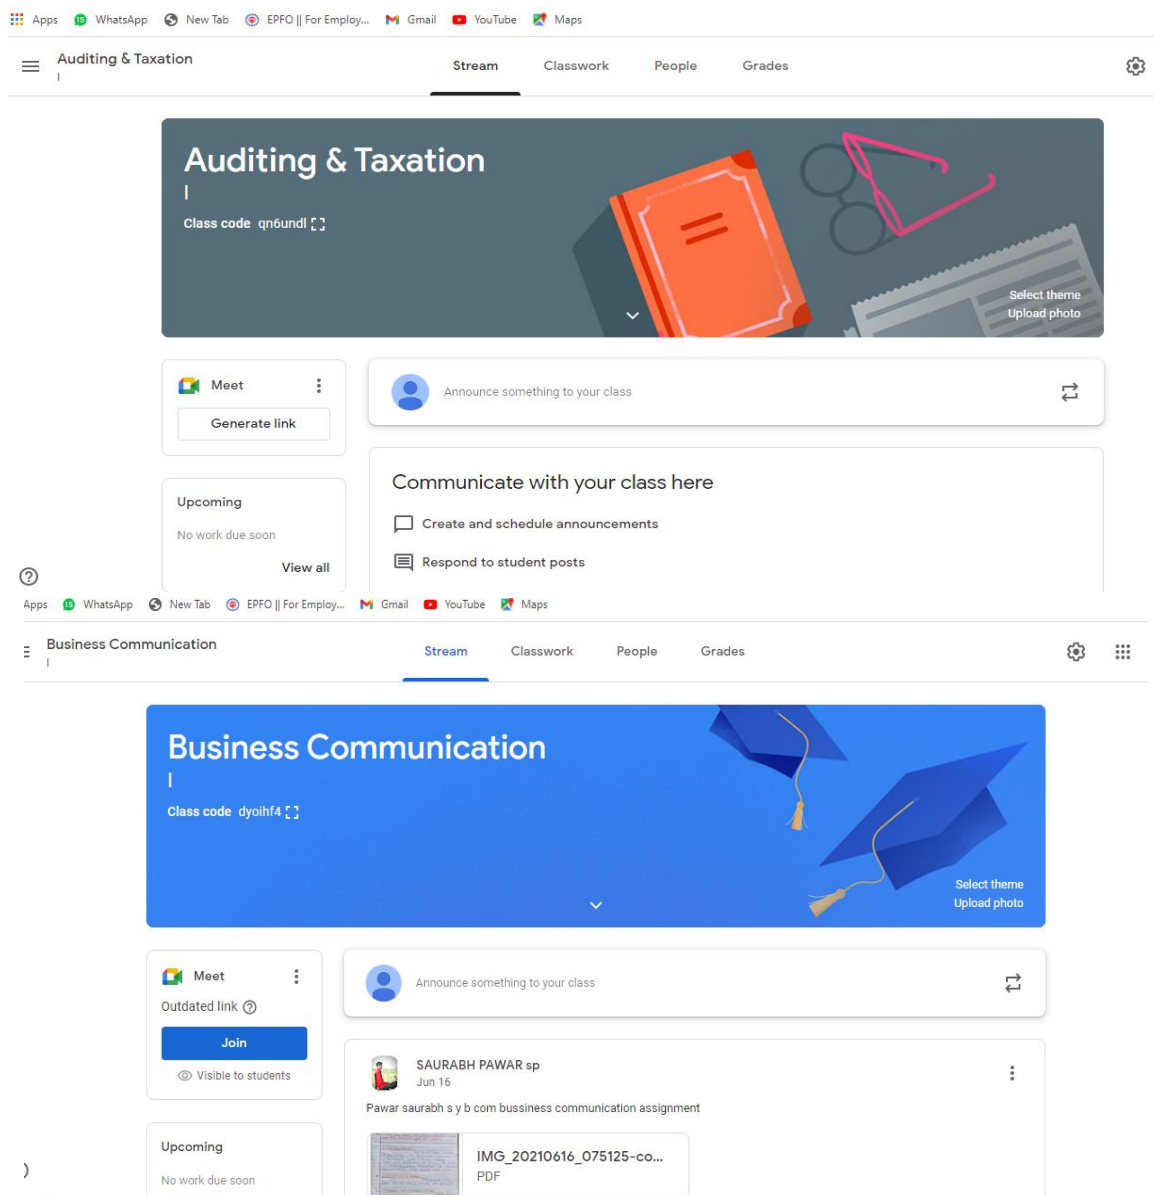 Apps WhatsApp New Tab EPFO || For Employ... Gmail YouTube Maps
Auditing & Taxation
I
Stream Classwork People Grades
Auditing & Taxation
I
Class code qn6undl
Select theme
Upload photo
Meet
Generate link
Announce something to your class
Upcoming
No work due soon
View all
Communicate with your class here
Create and schedule announcements
Respond to student posts
Apps WhatsApp New Tab EPFO || For Employ... Gmail YouTube Maps
Business Communication
I
Stream Classwork People Grades
Business Communication
I
Class code dyoihf4
Select theme
Upload photo
Meet
Outdated link
Join
Visible to students
Announce something to your class
SAURABH PAWAR sp
Jun 16
Pawar saurabh s y b com bussiness communication assignment
IMG_20210616_075125-co...
PDF
Upcoming
No work due soon